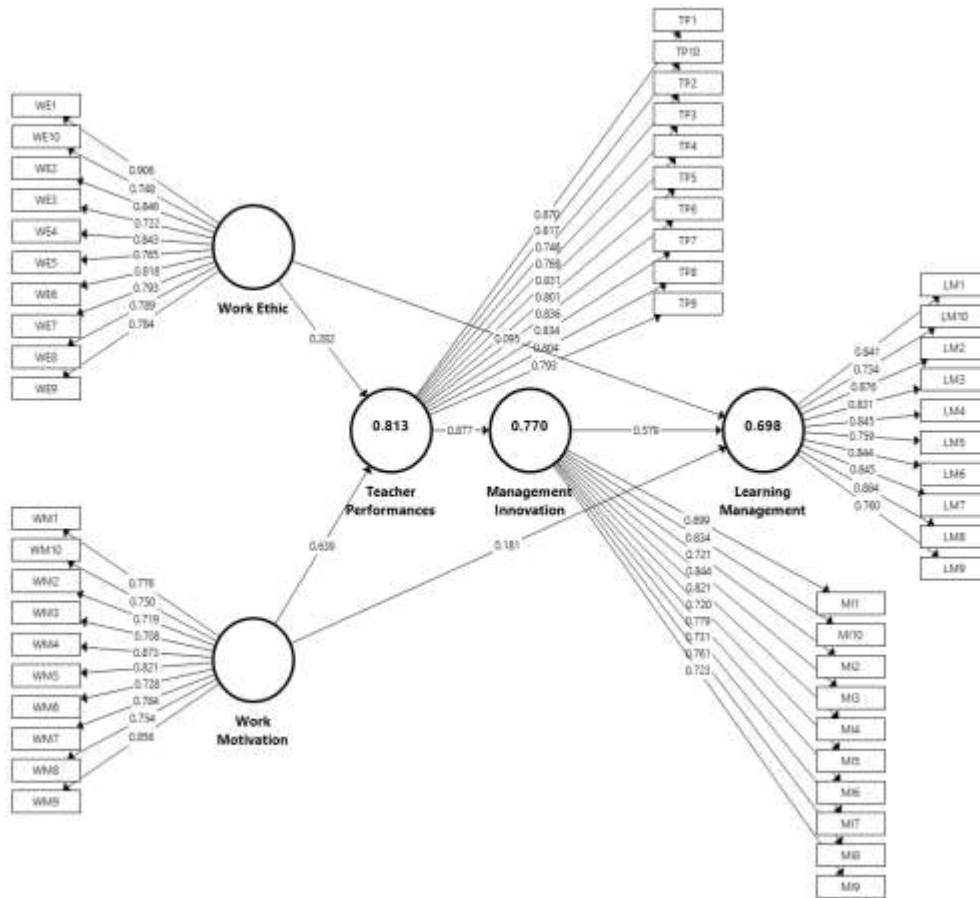 TP1
TP10
TP2
TP3
TP4
TP5
TP6
TP7
TP8
TP9
0.870
0.817
0.746
0.768
0.831
0.801
0.836
0.834
0.804
0.793
WE1
WE10
WE2
WE3
WE4
WE5
WE6
WE7
WE8
WE9
0.906
0.748
0.846
0.722
0.843
0.765
0.818
0.793
0.789
0.784
Work Ethic
0.282
0.095
0.813
Teacher
Performances
0.877
0.770
Management
Innovation
0.579
0.698
Learning
Management
LM1
LM10
LM2
LM3
LM4
LM5
LM6
LM7
LM8
LM9
0.841
0.734
0.876
0.831
0.845
0.759
0.844
0.845
0.884
0.760
WM1
WM10
WM2
WM3
WM4
WM5
WM6
WM7
WM8
WM9
0.776
0.750
0.719
0.708
0.873
0.821
0.728
0.784
0.754
0.856
Work
Motivation
0.639
0.181
0.699
0.834
0.721
0.844
0.821
0.720
0.779
0.731
0.761
0.723
MI1
MI10
MI2
MI3
MI4
MI5
MI6
MI7
MI8
MI9